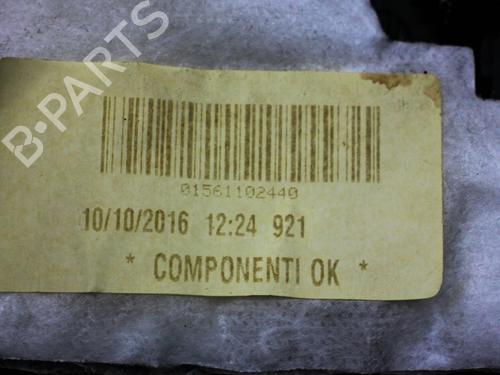 B-PARTS
01561102440
10/10/2016 12:24 921
* COMPONENTI OK *